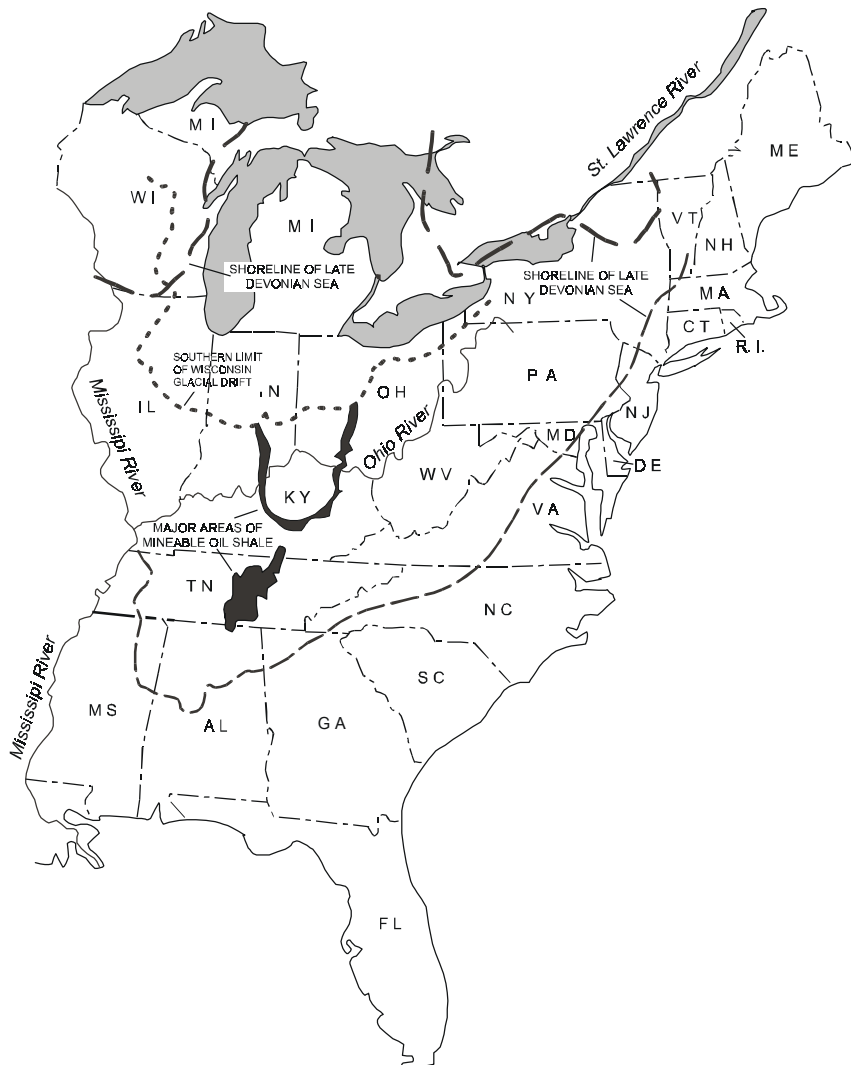 St. Lawrence River
M I
M E
W I
M I
V T
N H
SHORELINE OF LATE
DEVONIAN SEA
SHORELINE OF LATE
DEVONIAN SEA
N Y
M A
C T
R. I.
SOUTHERN LIMIT
OF WISCONSIN
GLACIAL DRIFT
I N
O H
P A
I L
N J
Mississipi River
Ohio River
M D
W V
D E
K Y
V A
MAJOR AREAS OF
MINEABLE OIL SHALE
T N
N C
Mississipi River
S C
M S
A L
G A
F L